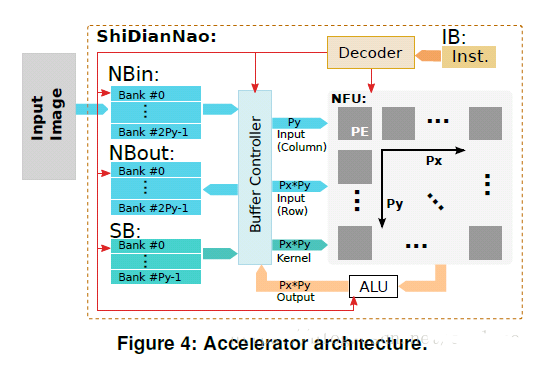 ShiDianNao:
IB:
Decoder
Inst.
Input
Image
NBin:
Bank #0
Bank #2Py-1
NBout:
Bank #0
Bank #2Py-1
SB:
Bank #0
Bank #Py-1
Buffer Controller
Py
Input
(Column)
Px*Py
Input
(Row)
Px*Py
Kernel
Px*Py
Output
NFU:
PE
Px
Py
ALU
Figure 4: Accelerator architecture.